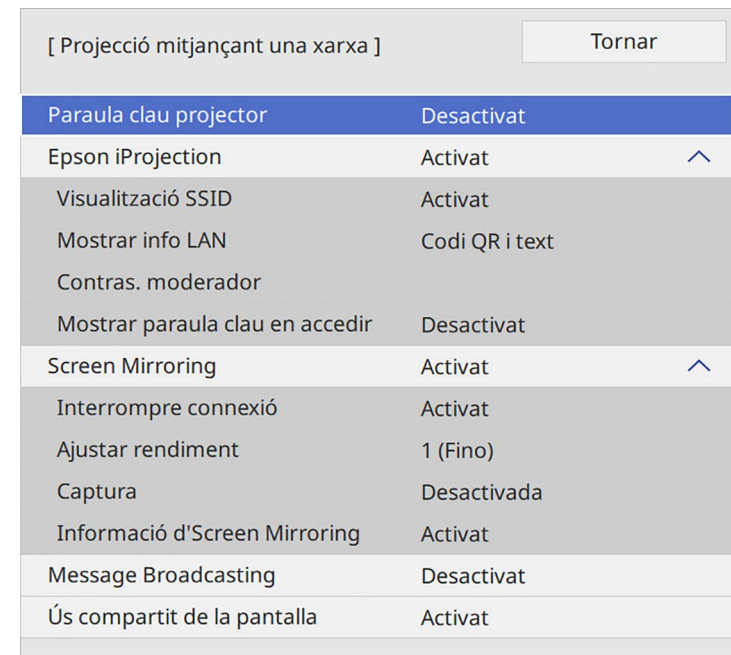 [ Projecció mitjançant una xarxa ] Tornar
Paraula clau projector Desactivat
Epson iProjection Activat
Visualització SSID Activat
Mostrar info LAN Codi QR i text
Contras. moderador
Mostrar paraula clau en accedir Desactivat
Screen Mirroring Activat
Interrompre connexió Activat
Ajustar rendiment 1 (Fino)
Captura Desactivada
Informació d'Screen Mirroring Activat
Message Broadcasting Desactivat
Ús compartit de la pantalla Activat